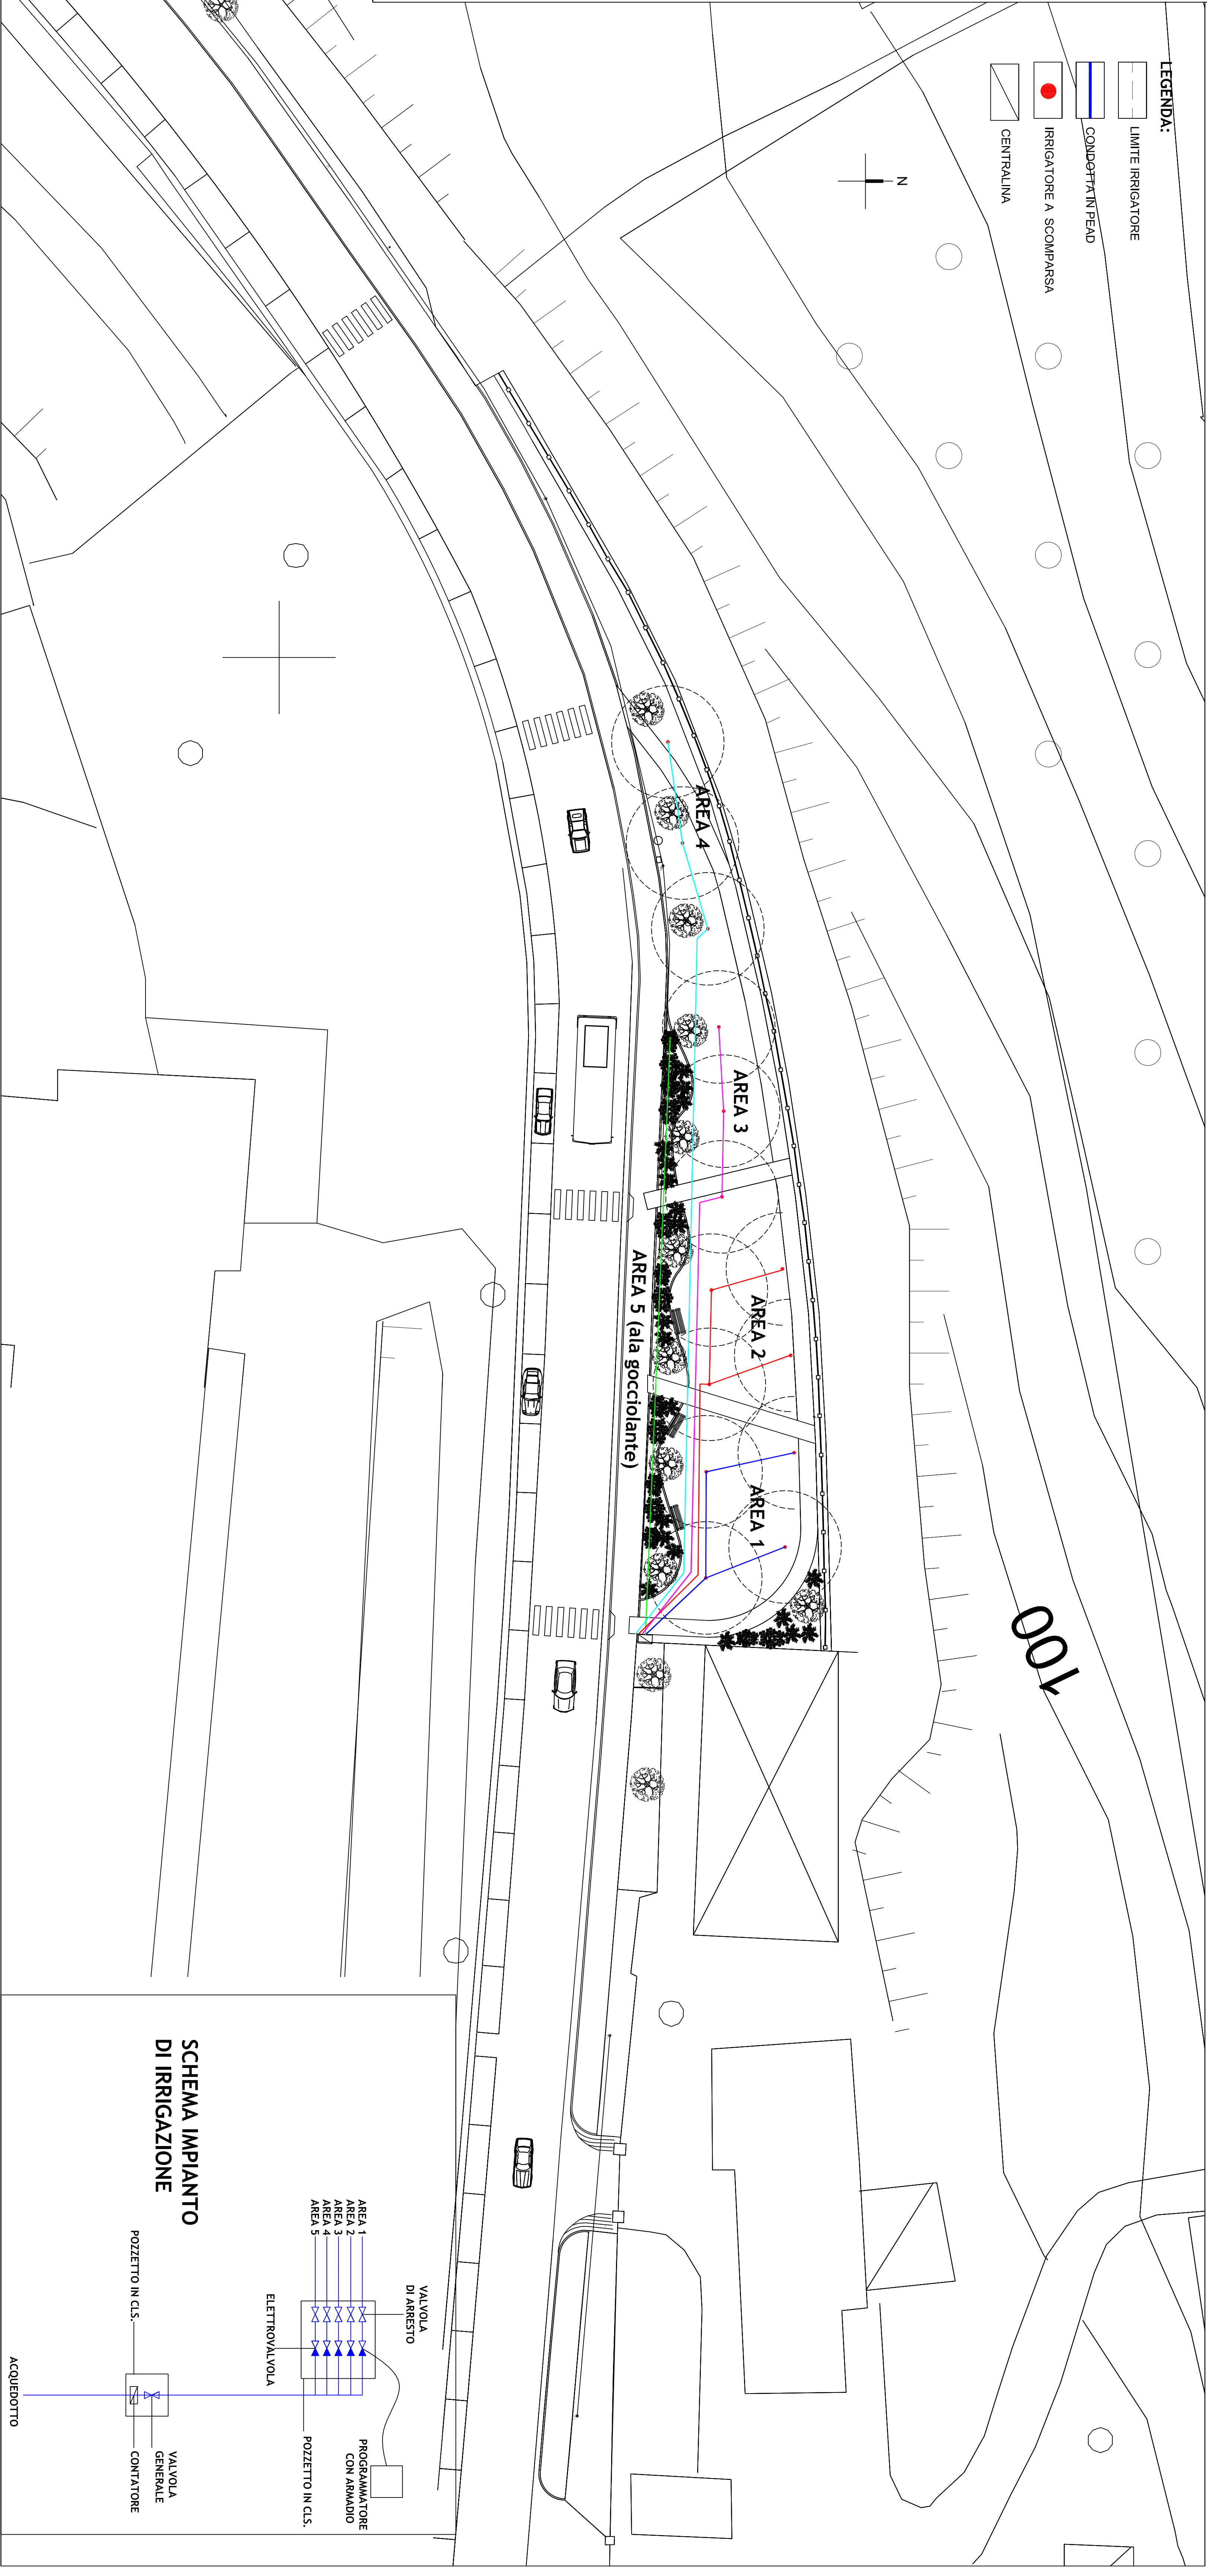 LEGENDA:
LIMITE IRRIGATORE
CONDOTTA IN PEAD
IRRIGATORE A SCOMPARSA
CENTRALINA
N
AREA 4
AREA 3
AREA 2
AREA 1
AREA 5 (ala gocciolante)
100
SCHEMA IMPIANTO
DI IRRIGAZIONE
VALVOLA
DI ARRESTO
AREA 1
AREA 2
AREA 3
AREA 4
AREA 5
ELETTROVALVOLA
PROGRAMMATORE
CON ARMADIO
POZZETTO IN CLS.
POZZETTO IN CLS.
VALVOLA
GENERALE
CONTATORE
ACQUEDOTTO